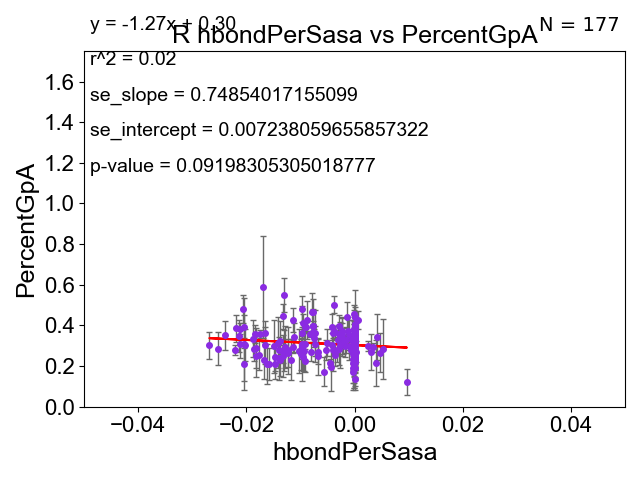 y = -1.27x + 0.30
N = 177
R hbondPerSasa vs PercentGpA
r^2 = 0.02
se_slope = 0.74854017155099
se_intercept = 0.007238059655857322
p-value = 0.09198305305018777
PercentGpA
1.6
1.4
1.2
1.0
0.8
0.6
0.4
0.2
0.0
−0.04 −0.02 0.00 0.02 0.04
hbondPerSasa